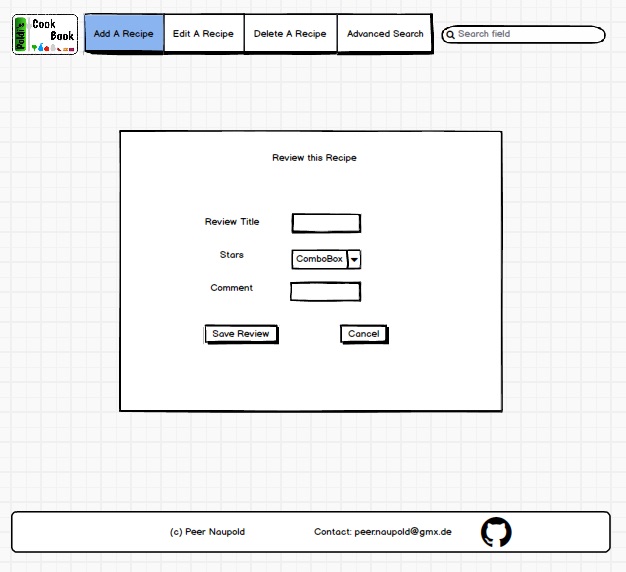 Poldi's
Cook
Book
Add A Recipe
Edit A Recipe
Delete A Recipe
Advanced Search
Search field
Review this Recipe
Review Title
Stars
ComboBox
Comment
Save Review
Cancel
(c) Peer Naupold
Contact: peer.naupold@gmx.de